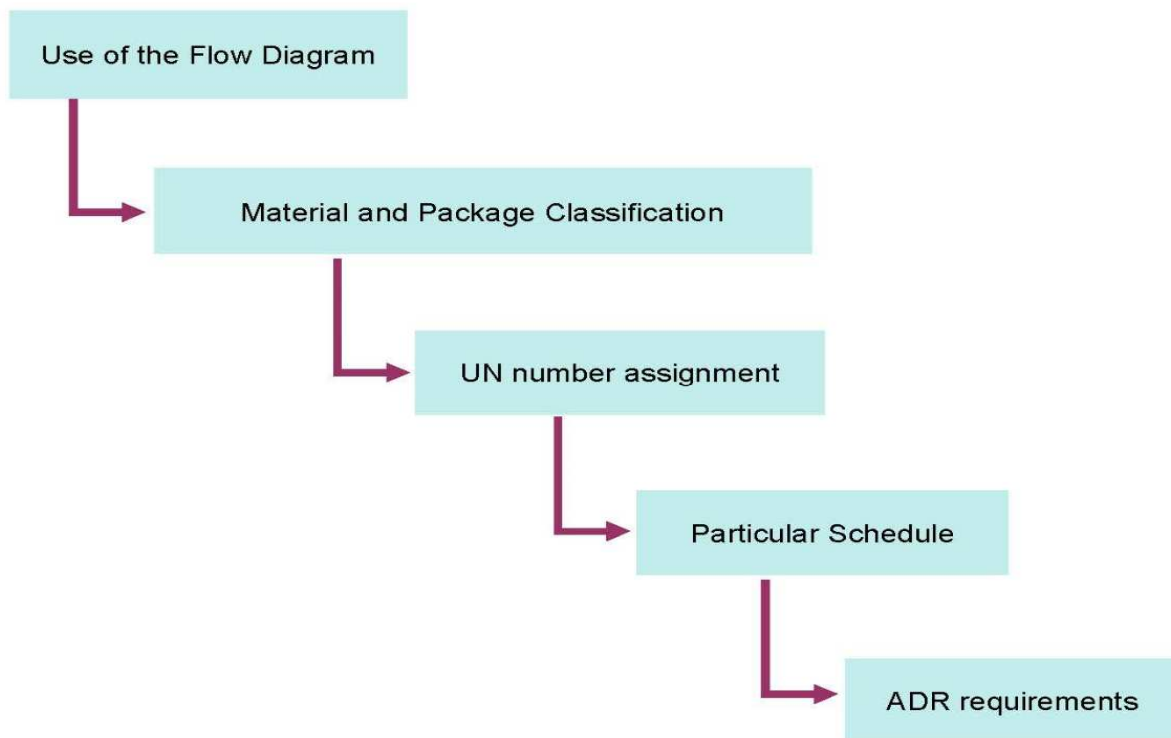 Use of the Flow Diagram
Material and Package Classification
UN number assignment
Particular Schedule
ADR requirements